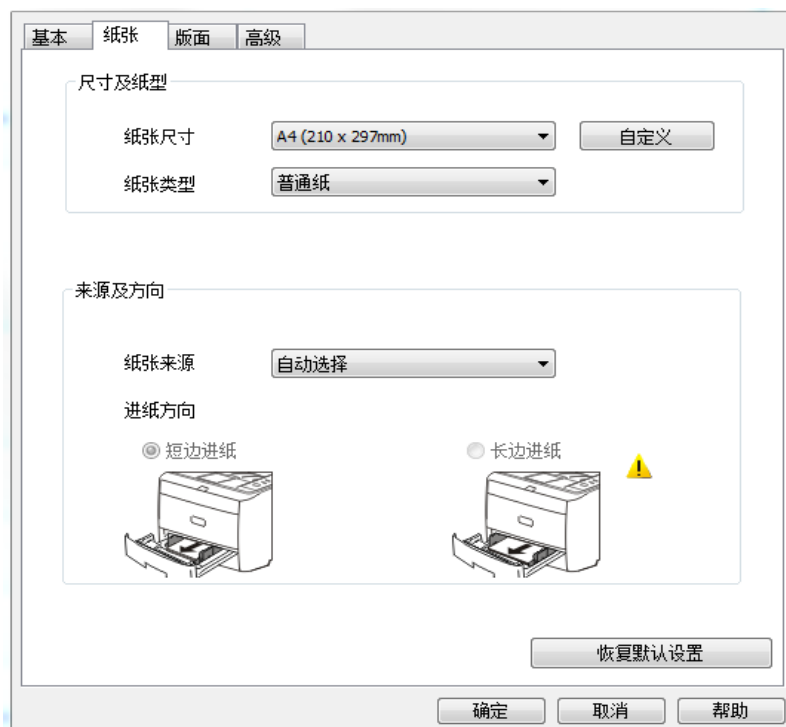 基本 纸张 版面 高级
尺寸及纸型
纸张尺寸 A4 (210 x 297mm) 自定义
纸张类型 普通纸
来源及方向
纸张来源 自动选择
进纸方向
短边进纸 长边进纸
恢复默认设置
确定 取消 帮助